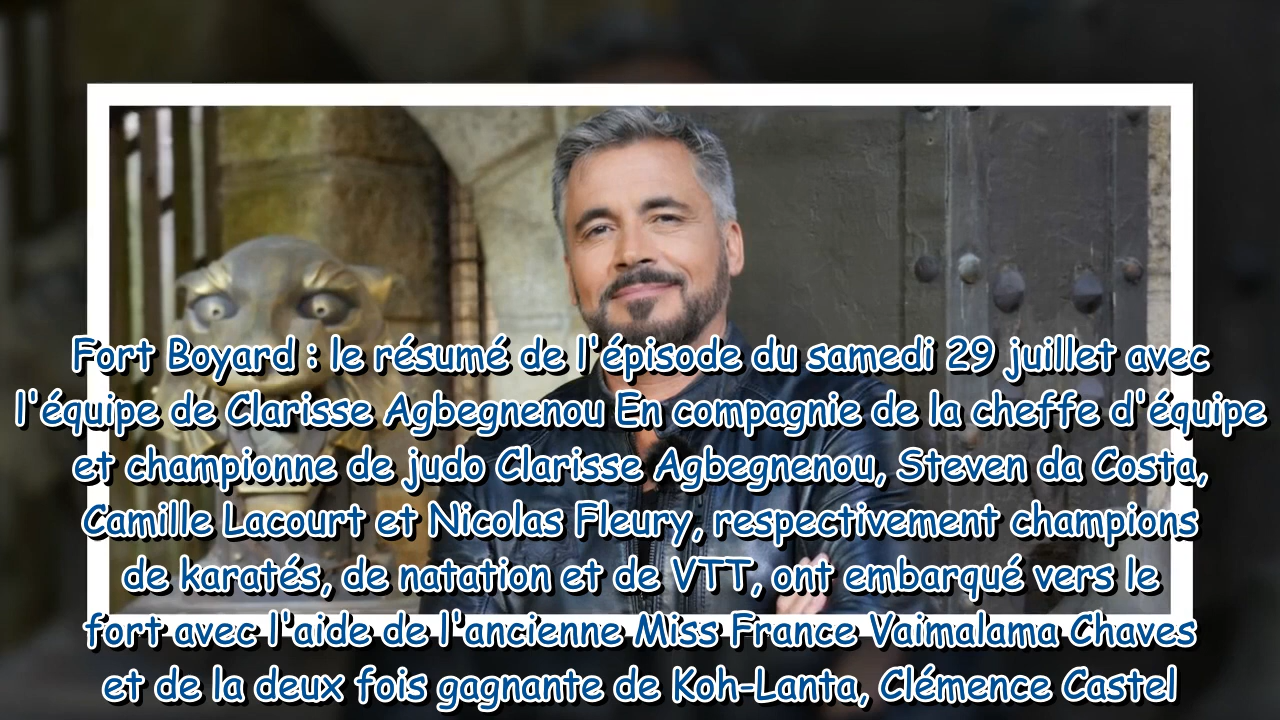 Fort Boyard : le résumé de l'épisode du samedi 29 juillet avec
l'équipe de Clarisse Agbegnenou En compagnie de la cheffe d'équipe
et championne de judo Clarisse Agbegnenou, Steven da Costa,
Camille Lacourt et Nicolas Fleury, respectivement champions
de karatés, de natation et de VTT, ont embarqué vers le
fort avec l'aide de l'ancienne Miss France Vaimalama Chaves
et de la deux fois gagnante de Koh-Lanta, Clémence Castel